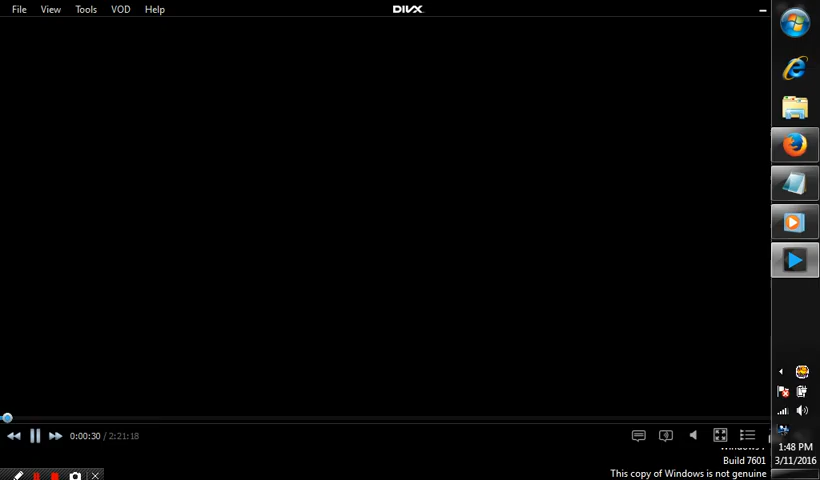 File View Tools VOD Help
DIVX
0:00:30 / 2:21:18
1:48 PM
3/11/2016
Build 7601
This copy of Windows is not genuine